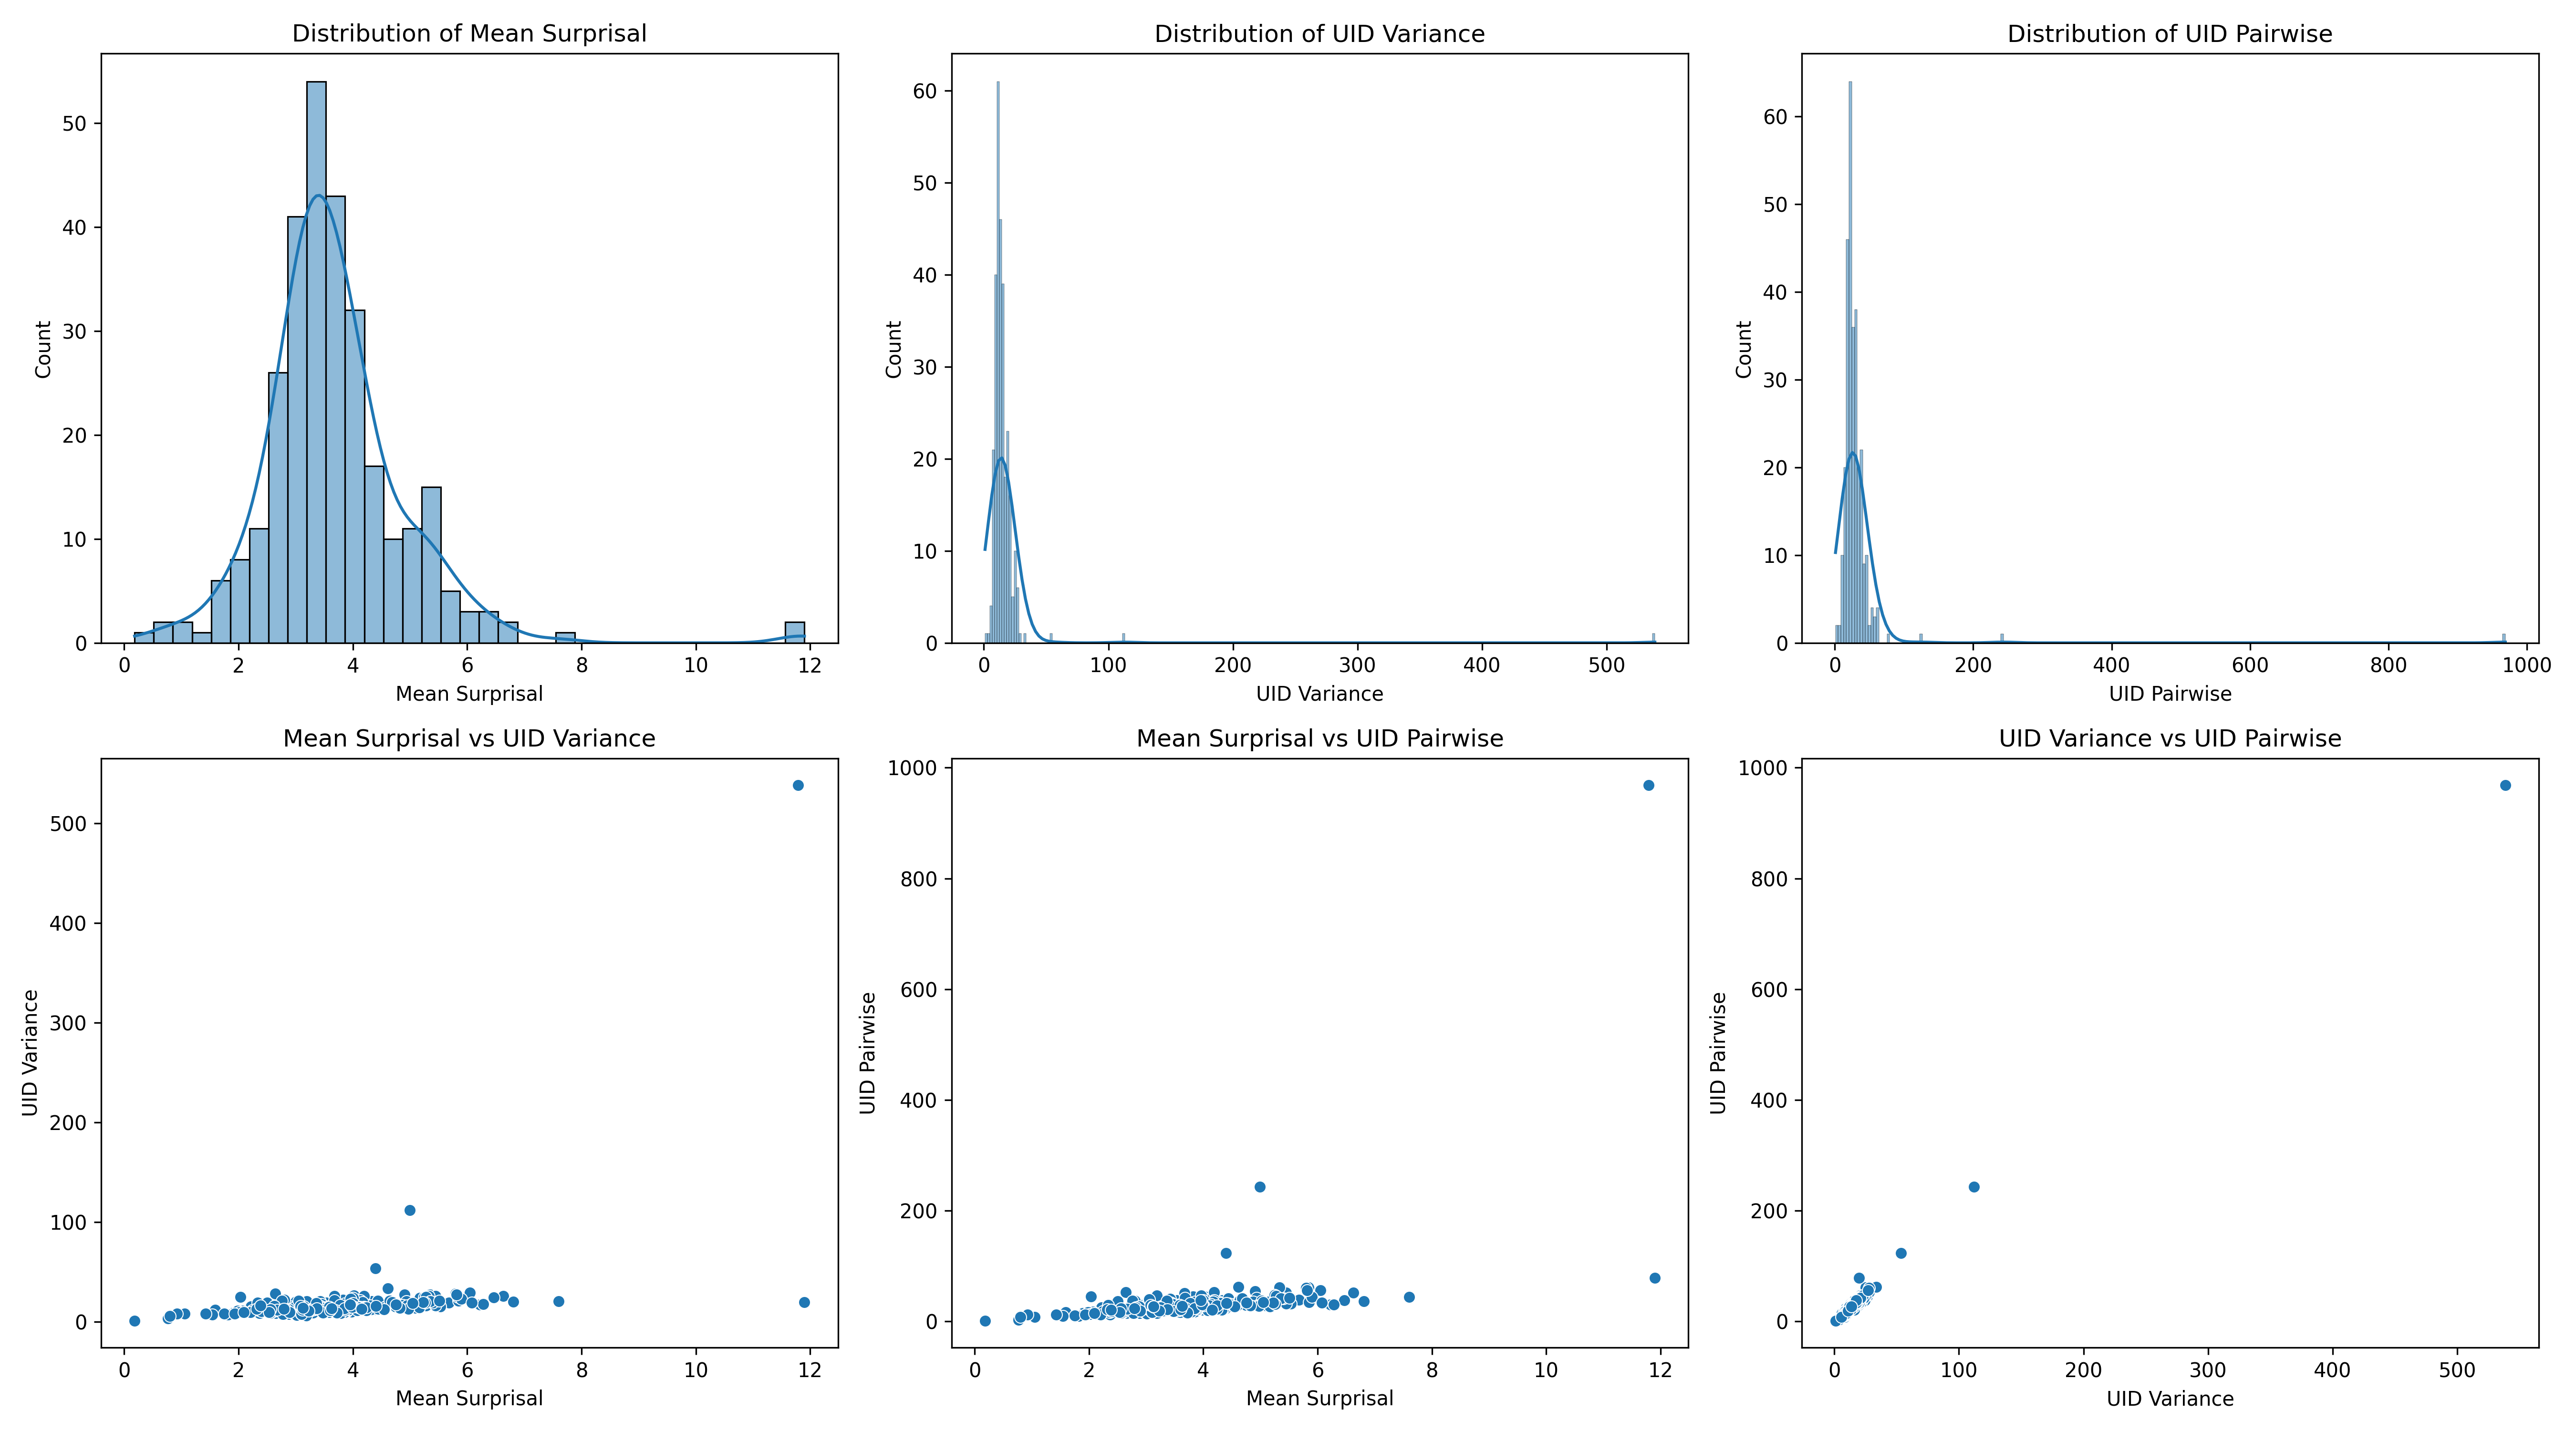 Distribution of Mean Surprisal
Count
50
40
30
20
10
0
0 2 4 6 8 10 12
Mean Surprisal
Distribution of UID Variance
Count
60
50
40
30
20
10
0
0 100 200 300 400 500
UID Variance
Distribution of UID Pairwise
Count
60
50
40
30
20
10
0
0 200 400 600 800 1000
UID Pairwise
Mean Surprisal vs UID Variance
UID Variance
500
400
300
200
100
0
0 2 4 6 8 10 12
Mean Surprisal
Mean Surprisal vs UID Pairwise
UID Pairwise
1000
800
600
400
200
0
0 2 4 6 8 10 12
Mean Surprisal
UID Variance vs UID Pairwise
UID Pairwise
1000
800
600
400
200
0
0 100 200 300 400 500
UID Variance